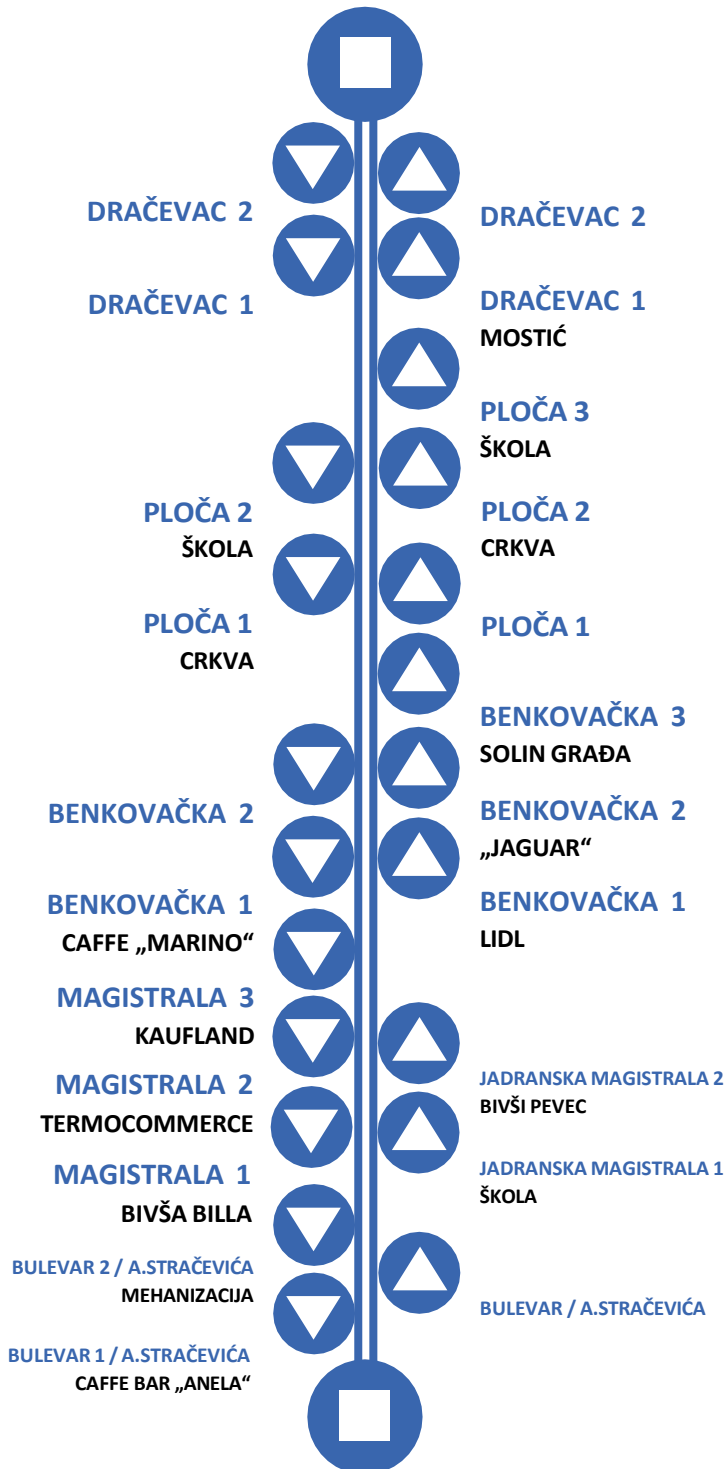 DRAČEVAC 2
DRAČEVAC 1
PLOČA 2
ŠKOLA
PLOČA 1
CRKVA
BENKOVAČKA 2
BENKOVAČKA 1
CAFFE „MARINO“
MAGISTRALA 3
KAUFLAND
MAGISTRALA 2
TERMOCOMMERCE
MAGISTRALA 1
BIVŠA BILLA
BULEVAR 2 / A.STRAČEVIĆA
MEHANIZACIJA
BULEVAR 1 / A.STRAČEVIĆA
CAFFE BAR „ANELA“
DRAČEVAC 2
DRAČEVAC 1
MOSTIĆ
PLOČA 3
ŠKOLA
PLOČA 2
CRKVA
PLOČA 1
BENKOVAČKA 3
SOLIN GRAĐA
BENKOVAČKA 2
„JAGUAR“
BENKOVAČKA 1
LIDL
JADRANSKA MAGISTRALA 2
BIVŠI PEVEC
JADRANSKA MAGISTRALA 1
ŠKOLA
BULEVAR / A.STRAČEVIĆA